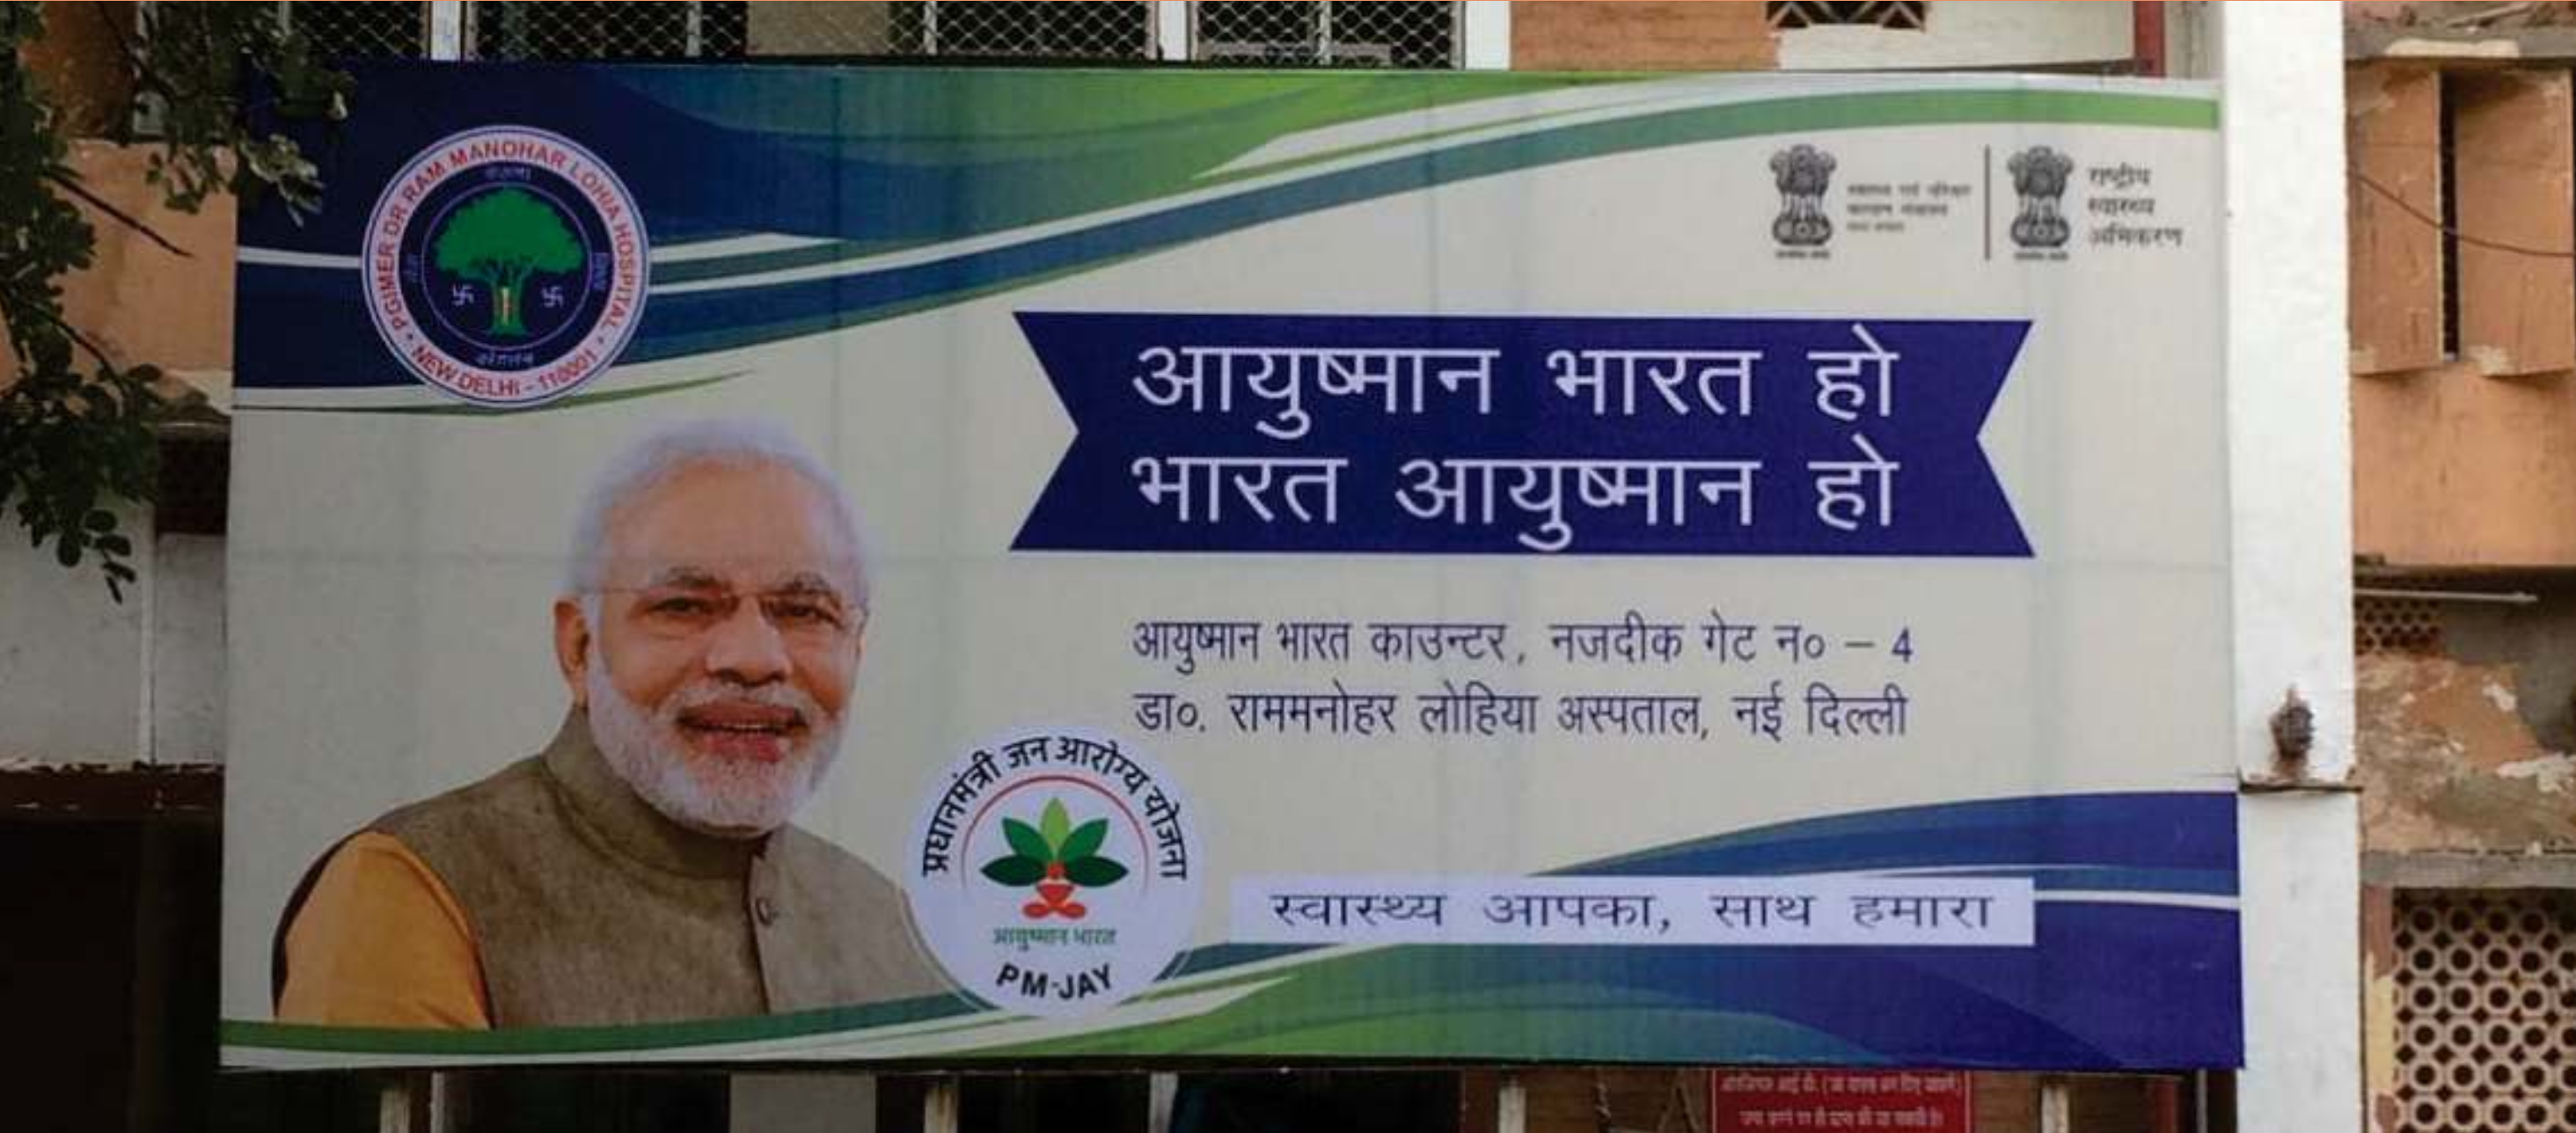 PGIMER DR RAM MANOHAR LOHIA HOSPITAL
NEW DELHI - 110001
राष्ट्रीय
स्वास्थ्य
अभिकरण
आयुष्मान भारत हो
भारत आयुष्मान हो
आयुष्मान भारत काउन्टर, नजदीक गेट न० – 4
डा०. राममनोहर लोहिया अस्पताल, नई दिल्ली
प्रधानमंत्री जन आरोग्य योजना
आयुष्मान भारत
PM-JAY
स्वास्थ्य आपका, साथ हमारा